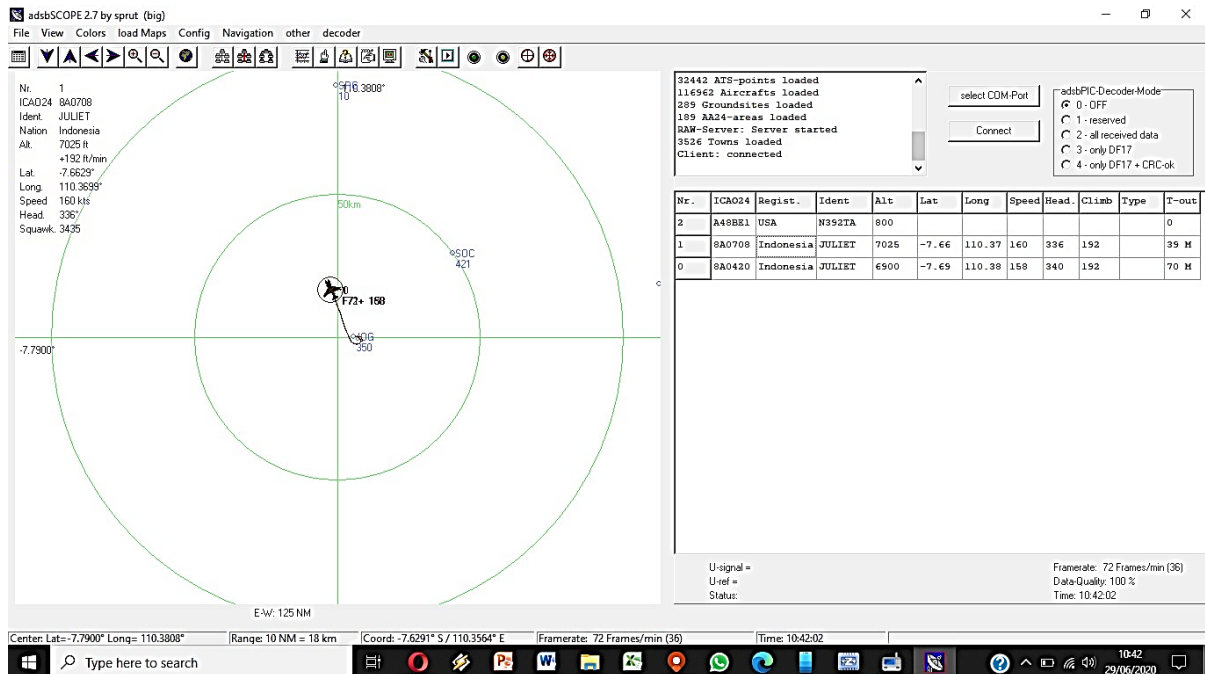 adsbSCOPE 2.7 by sprut (big)
File View Colors load Maps Config Navigation other decoder
Nr. 1
ICAO24 8A0708
Ident. JULIET
Nation Indonesia
Alt. 7025 ft
+192 ft/min
Lat. -7.6629°
Long. 110.3699°
Speed 160 kts
Head. 336°
Squawk. 3435
110.3808°
10
50km
SOC
421
350
-7.7900°
E-W: 125 NM
32442 ATS-points loaded
116962 Aircrafts loaded
289 Groundsites loaded
189 AA24-areas loaded
RAW-Server: Server started
3526 Towns loaded
Client: connected
select COM-Port
Connect
adsbPIC-Decoder-Mode
0 - OFF
1 - reserved
2 - all received data
3 - only DF17
4 - only DF17 + CRC-ok
Nr. ICAO24 Regist. Ident Alt Lat Long Speed Head. Climb Type T-out
2 A48BE1 USA N392TA 800 0
1 8A0708 Indonesia JULIET 7025 -7.66 110.37 160 336 192 39 M
0 8A0420 Indonesia JULIET 6900 -7.69 110.38 158 340 192 70 M
U-signal =
U-ref =
Status:
Framerate: 72 Frames/min (36)
Data-Quality: 100 %
Time: 10:42:02
Center: Lat=-7.7900° Long= 110.3808° Range: 10 NM = 18 km Coord: -7.6291° S / 110.3564° E Framerate: 72 Frames/min (36) Time: 10:42:02
Type here to search
10:42
29/06/2020